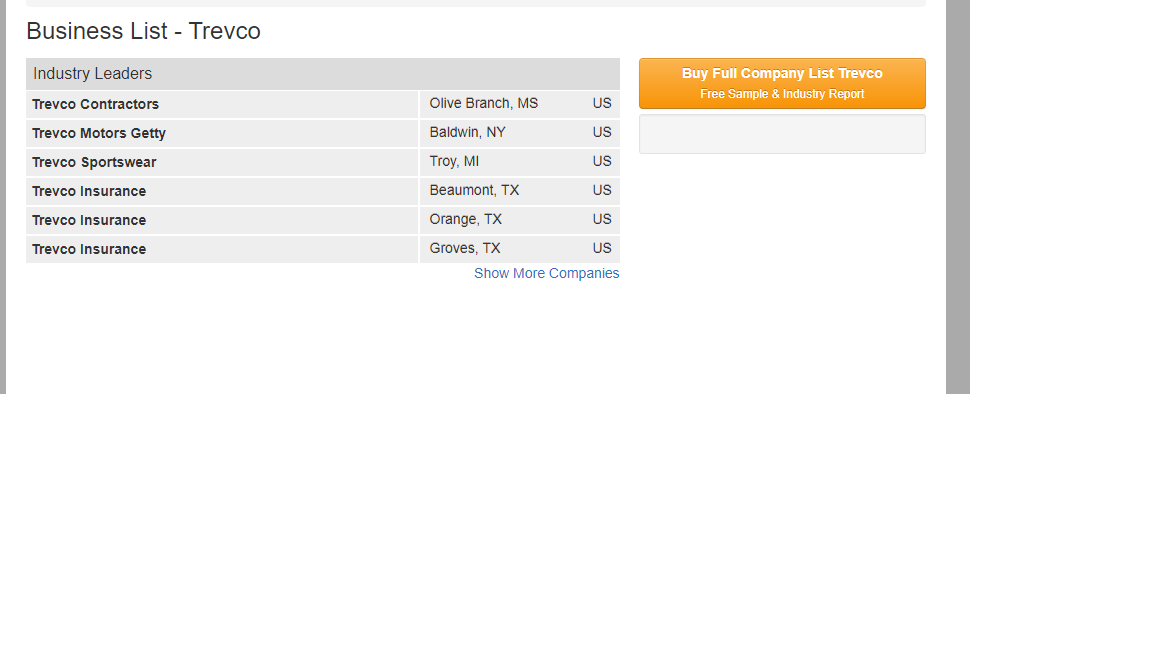 Business List - Trevco
Industry Leaders
Trevco Contractors Olive Branch, MS US
Trevco Motors Getty Baldwin, NY US
Trevco Sportswear Troy, MI US
Trevco Insurance Beaumont, TX US
Trevco Insurance Orange, TX US
Trevco Insurance Groves, TX US
Show More Companies
Buy Full Company List Trevco
Free Sample & Industry Report